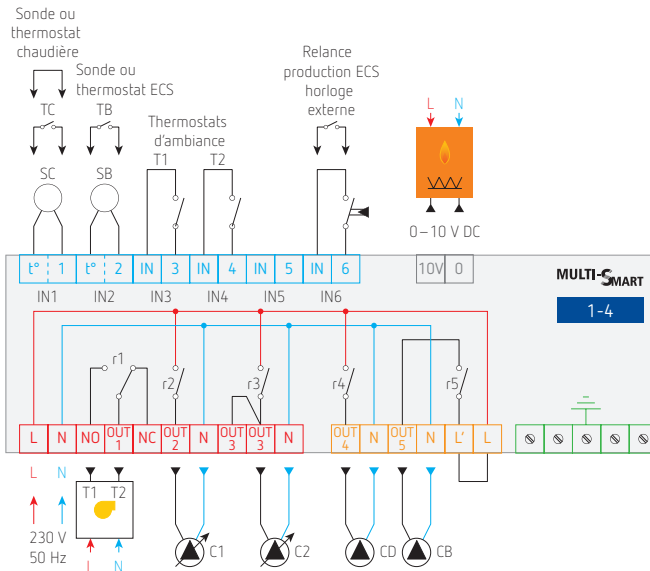 Sonde ou
thermostat
chaudière
Sonde ou
thermostat ECS
TC
TB
Thermostats
d'ambiance
T1
T2
Relance
production ECS
horloge
externe
SC
SB
L
N
0–10 V DC
t° 1 t° 2 IN 3 IN 4 IN 5 IN 6 10V 0
IN1 IN2 IN3 IN4 IN5 IN6
MULTI-SMART
1-4
r1
r2
r3
r4
r5
L N NO OUT 1 NC OUT 2 N OUT 3 OUT 3 N OUT 4 N OUT 5 N L' L
L N
T1 T2
230 V
50 Hz
L N
C1
C2
CD
CB